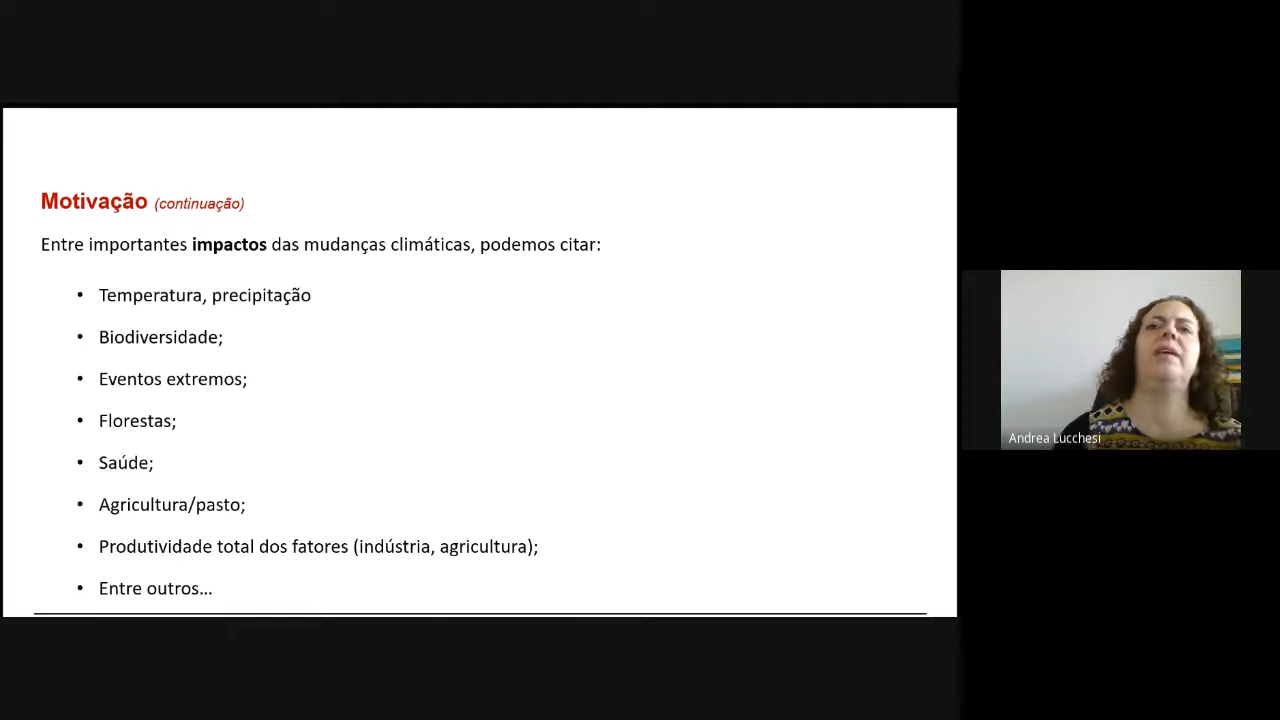 Motivação (continuação)
Entre importantes impactos das mudanças climáticas, podemos citar:
• Temperatura, precipitação
• Biodiversidade;
• Eventos extremos;
• Florestas;
• Saúde;
• Agricultura/pasto;
• Produtividade total dos fatores (indústria, agricultura);
• Entre outros...
Andrea Lucchesi